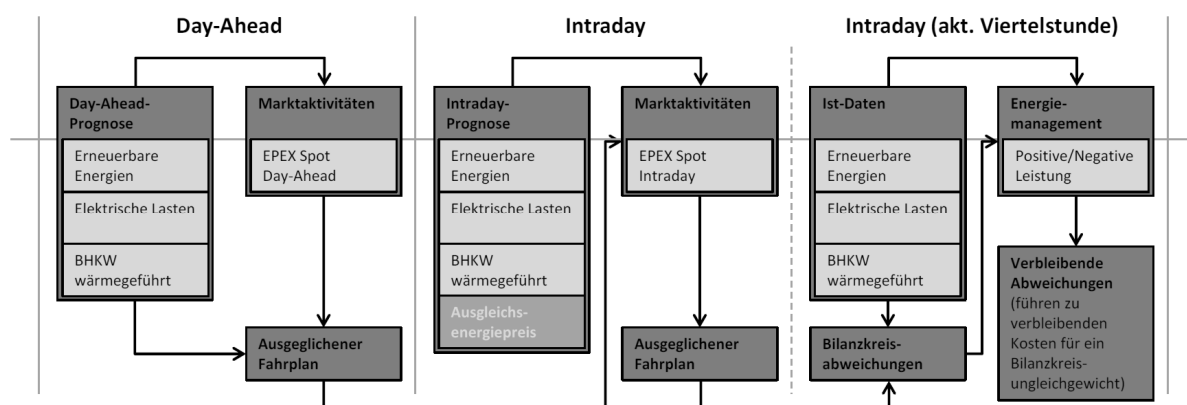 Day-Ahead
Day-Ahead-
Prognose
Erneuerbare
Energien
Elektrische Lasten
BHKW
wärmegeführt
Marktaktivitäten
EPEX Spot
Day-Ahead
Ausgeglichener
Fahrplan
Intraday
Intraday-
Prognose
Erneuerbare
Energien
Elektrische Lasten
BHKW
wärmegeführt
Ausgleichs-
energiepreis
Marktaktivitäten
EPEX Spot
Intraday
Ausgeglichener
Fahrplan
Intraday (akt. Viertelstunde)
Ist-Daten
Erneuerbare
Energien
Elektrische Lasten
BHKW
wärmegeführt
Bilanzkreis-
abweichungen
Energie-
management
Positive/Negative
Leistung
Verbleibende
Abweichungen
(führen zu
verbleibenden
Kosten für ein
Bilanzkreis-
ungleichgewicht)